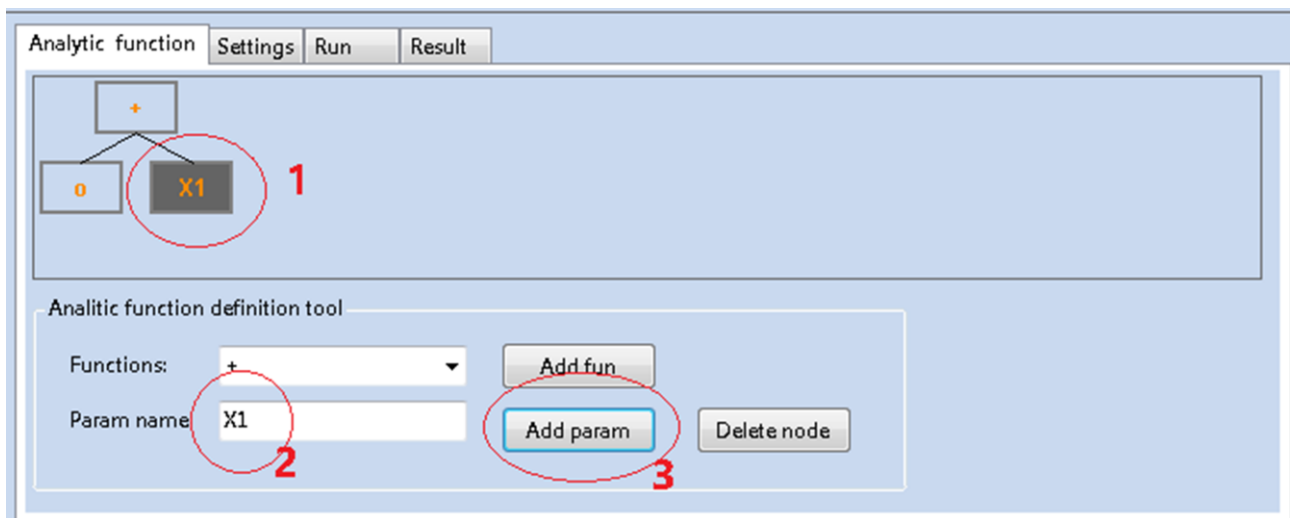 Analytic function Settings Run Result
+
o X1 1
Analitic function definition tool
Functions: + Add fun
Param name X1 Add param Delete node
2 3